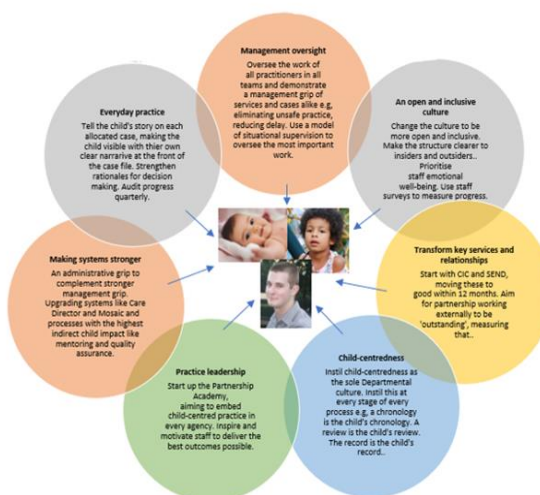 Management oversight
Oversee the work of
all practitioners in all
teams and demonstrate
a management grip of
services and cases alike e.g,
eliminating unsafe practice,
reducing delay. Use a model
of situational supervision to
oversee the most important
work.
An open and inclusive
culture
Change the culture to be
more open and inclusive.
Make the structure clearer to
insiders and outsiders..
Prioritise
staff emotional
well-being. Use staff
surveys to measure progress.
Transform key services and
relationships
Start with CIC and SEND,
moving these to
good within 12 months. Aim
for partnership working
externally to be
'outstanding', measuring
that..
Child-centredness
Instil child-centredness as
the sole Departmental
culture. Instil this at
every stage of every
process e.g, a chronology
is the child's chronology. A
review is the child's review.
The record is the child's
record..
Practice leadership
Start up the Partnership
Academy,
aiming to embed
child-centred practice in
every agency. Inspire and
motivate staff to deliver the
best outcomes possible.
Making systems stronger
An administrative grip to
complement stronger
management grip.
Upgrading systems like Care
Director and Mosaic and
processes with the highest
indirect child impact like
mentoring and quality
assurance.
Everyday practice
Tell the child's story on each
allocated case, making the
child visible with thier own
clear narrarive at the front of
the case file. Strengthen
rationales for decision
making. Audit progress
quarterly.